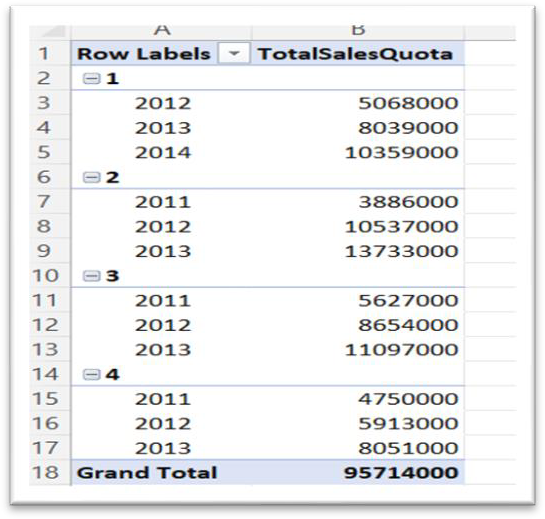 A B
1 Row Labels TotalSalesQuota
2 1
3 2012 5068000
4 2013 8039000
5 2014 10359000
6 2
7 2011 3886000
8 2012 10537000
9 2013 13733000
10 3
11 2011 5627000
12 2012 8654000
13 2013 11097000
14 4
15 2011 4750000
16 2012 5913000
17 2013 8051000
18 Grand Total 95714000